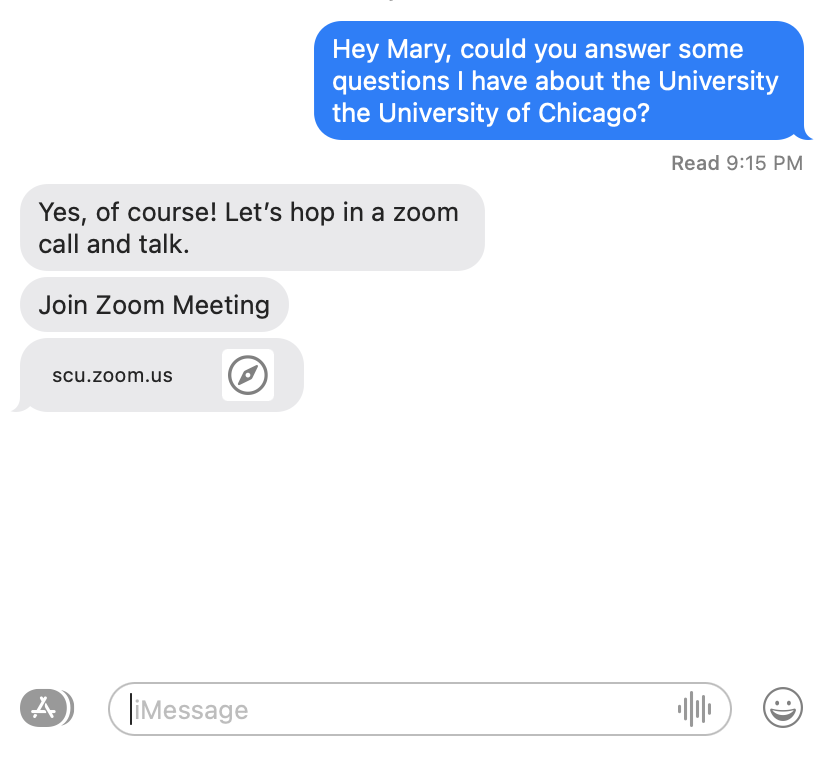 Hey Mary, could you answer some
questions I have about the University
the University of Chicago?
Read 9:15 PM
Yes, of course! Let’s hop in a zoom
call and talk.
Join Zoom Meeting
scu.zoom.us
iMessage